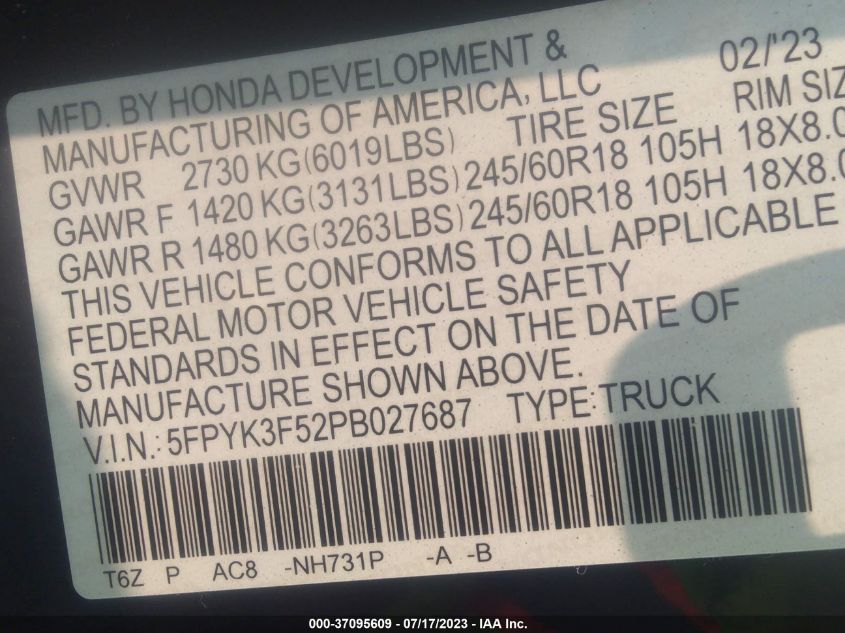 MFD. BY HONDA DEVELOPMENT & 02/'23
MANUFACTURING OF AMERICA, LLC
GVWR 2730 KG(6019LBS) TIRE SIZE RIM SIZ
GAWR F 1420 KG(3131LBS) 245/60R18 105H 18X8.0
GAWR R 1480 KG(3263LBS) 245/60R18 105H 18X8.0
THIS VEHICLE CONFORMS TO ALL APPLICABLE
FEDERAL MOTOR VEHICLE SAFETY
STANDARDS IN EFFECT ON THE DATE OF
MANUFACTURE SHOWN ABOVE.
V.I.N.: 5FPYK3F52PB027687 TYPE: TRUCK
T6Z P AC8 -NH731P -A -B
000-37095609 - 07/17/2023 - IAA Inc.